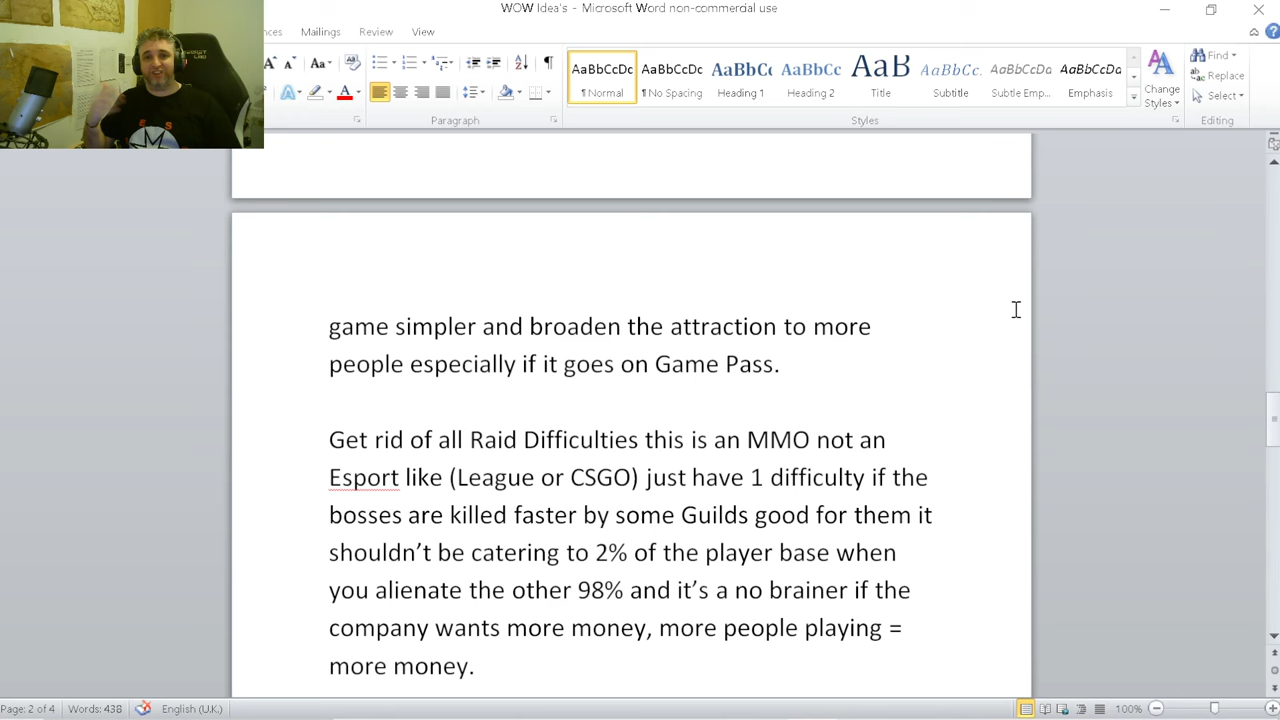 WOW Idea's - Microsoft Word non-commercial use
nces Mailings Review View
AaBbCcDc AaBbCcDc AaBbCc AaBbCc AaB AaBbCc. AaBbCcDc AaBbCcDc
¶ Normal ¶ No Spacing Heading 1 Heading 2 Title Subtitle Subtle Emp... Emphasis
Change Styles
Find
Replace
Select
Paragraph Styles Editing
game simpler and broaden the attraction to more
people especially if it goes on Game Pass.
Get rid of all Raid Difficulties this is an MMO not an
Esport like (League or CSGO) just have 1 difficulty if the
bosses are killed faster by some Guilds good for them it
shouldn't be catering to 2% of the player base when
you alienate the other 98% and it's a no brainer if the
company wants more money, more people playing =
more money.
Page: 2 of 4 Words: 438 English (U.K.) 100%